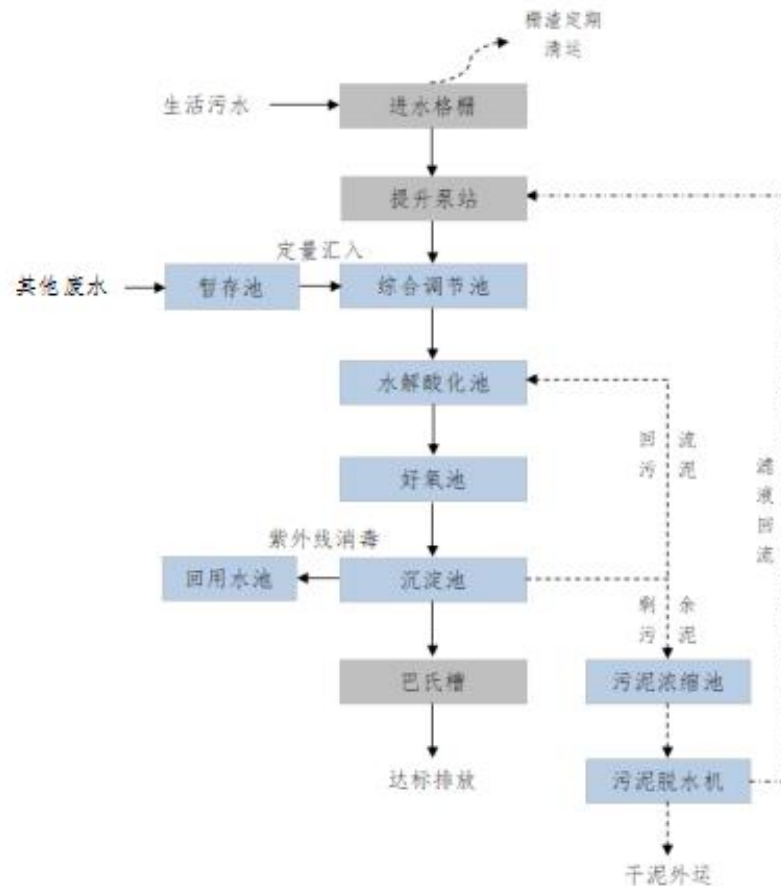 栅渣定期
清运
生活污水
进水格栅
提升泵站
定量汇入
其他废水
暂存池
综合调节池
水解酸化池
回 流
污 泥
滤
液
回
流
好氧池
紫外线消毒
回用水池
沉淀池
剩 余
污 泥
巴氏槽
污泥浓缩池
达标排放
污泥脱水机
干泥外运